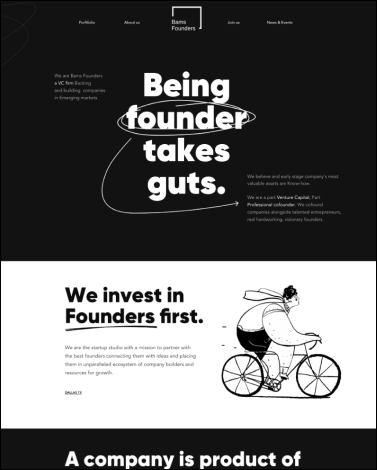 Portfolio
About us
Bams
Founders
Join us
News & Events
We are Bams Founders
a VC firm Backing
and building companies
in Emerging markets
Being
founder
takes
guts.
We believe and early stage company's most
valuable assets are Know-how.
We are a part Venture Capital, Part
Professional cofounder. We cofound
companies alongside talented entrepreneurs,
real hardworking, visionary founders.
We invest in
Founders first.
We are the startup studio with a mission to partner with
the best founders connecting them with ideas and placing
them in unparalleled ecosystem of company builders and
resources for growth.
DALLAS TX
A company is product of